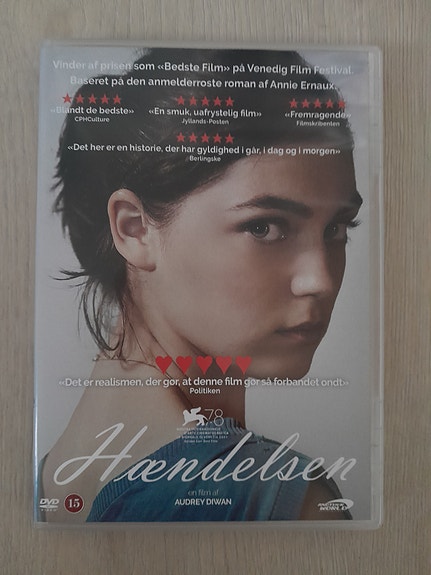 Vinder af prisen som «Bedste Film» på Venedig Film Festival.
Baseret på den anmelderroste roman af Annie Ernaux.
«Blandt de bedste»
CPHCulture
«En smuk, uafrystelig film»
Jyllands-Posten
«Fremragende»
Filmskribenten
«Det her er en historie, der har gyldighed i går, i dag og i morgen»
Berlingske
«Det er realismen, der gør, at denne film gør så forbandet ondt»
Politiken
78
Hændelsen
en film af
AUDREY DIWAN
DVD
15